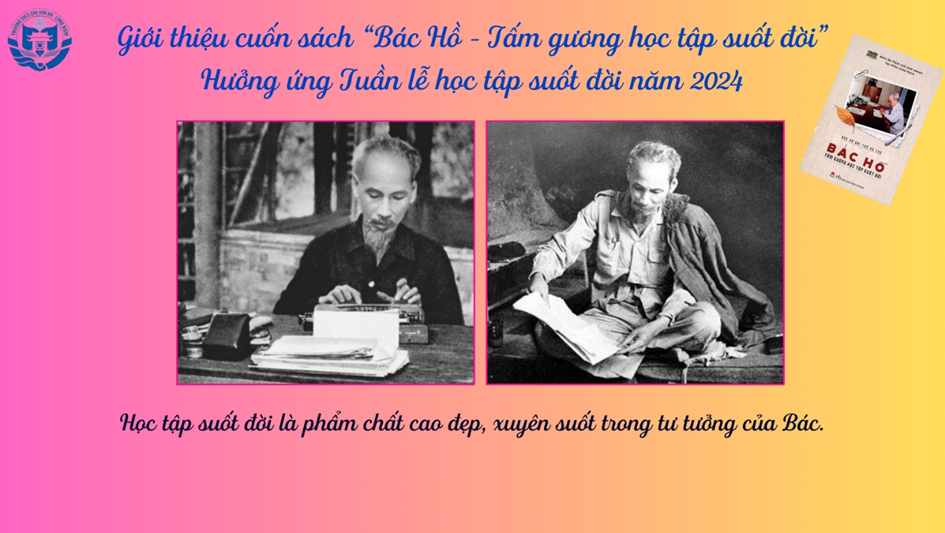 Giới thiệu cuốn sách “Bác Hồ - Tấm gương học tập suốt đời”
Hưởng ứng Tuần lễ học tập suốt đời năm 2024
BÁC HỒ
TẤM GƯƠNG HỌC TẬP SUỐT ĐỜI
Học tập suốt đời là phẩm chất cao đẹp, xuyên suốt trong tư tưởng của Bác.